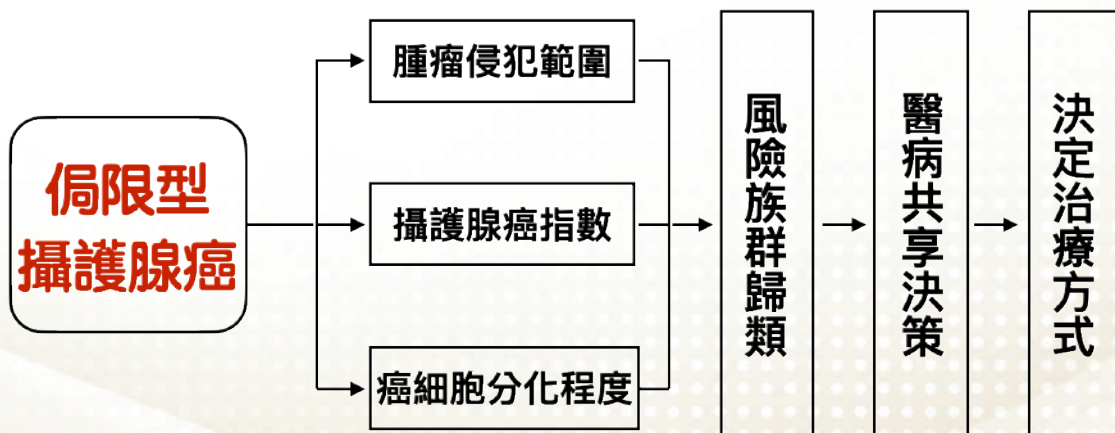 侷限型
攝護腺癌
腫瘤侵犯範圍
攝護腺癌指數
癌細胞分化程度
風險族群歸類
醫病共享決策
決定治療方式